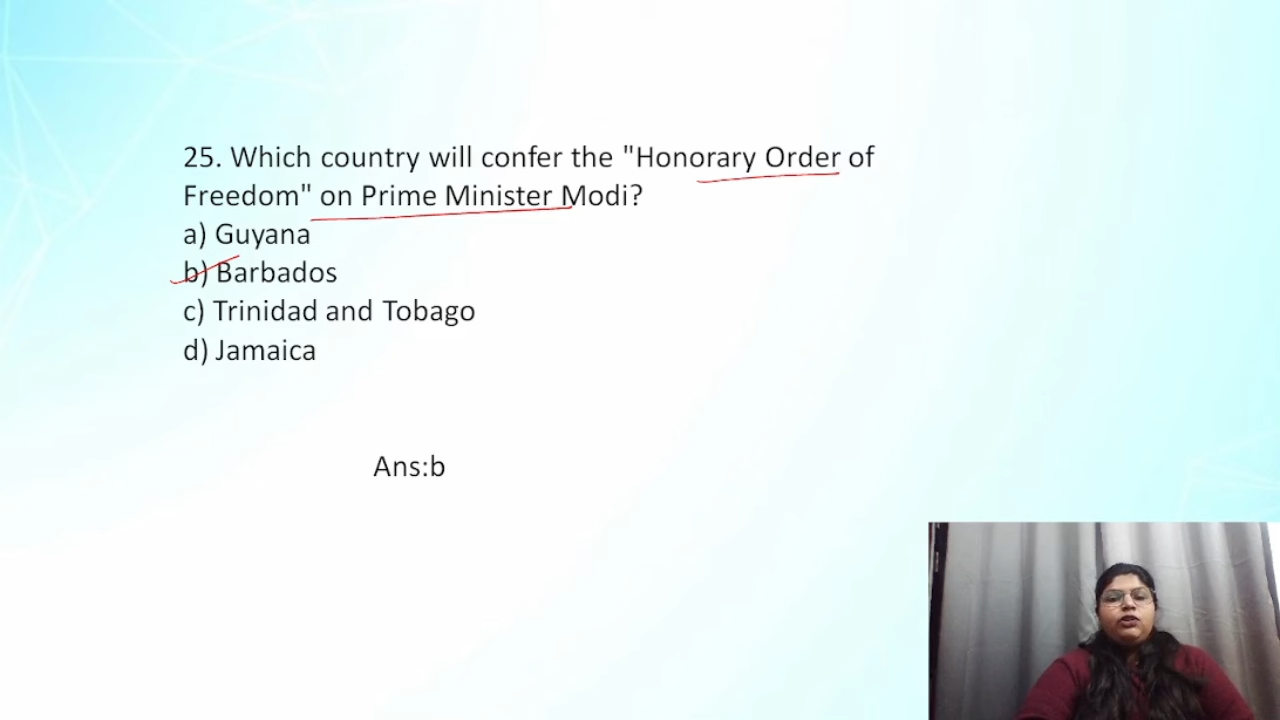 25. Which country will confer the "Honorary Order of
Freedom" on Prime Minister Modi?
a) Guyana
b) Barbados
c) Trinidad and Tobago
d) Jamaica
Ans:b